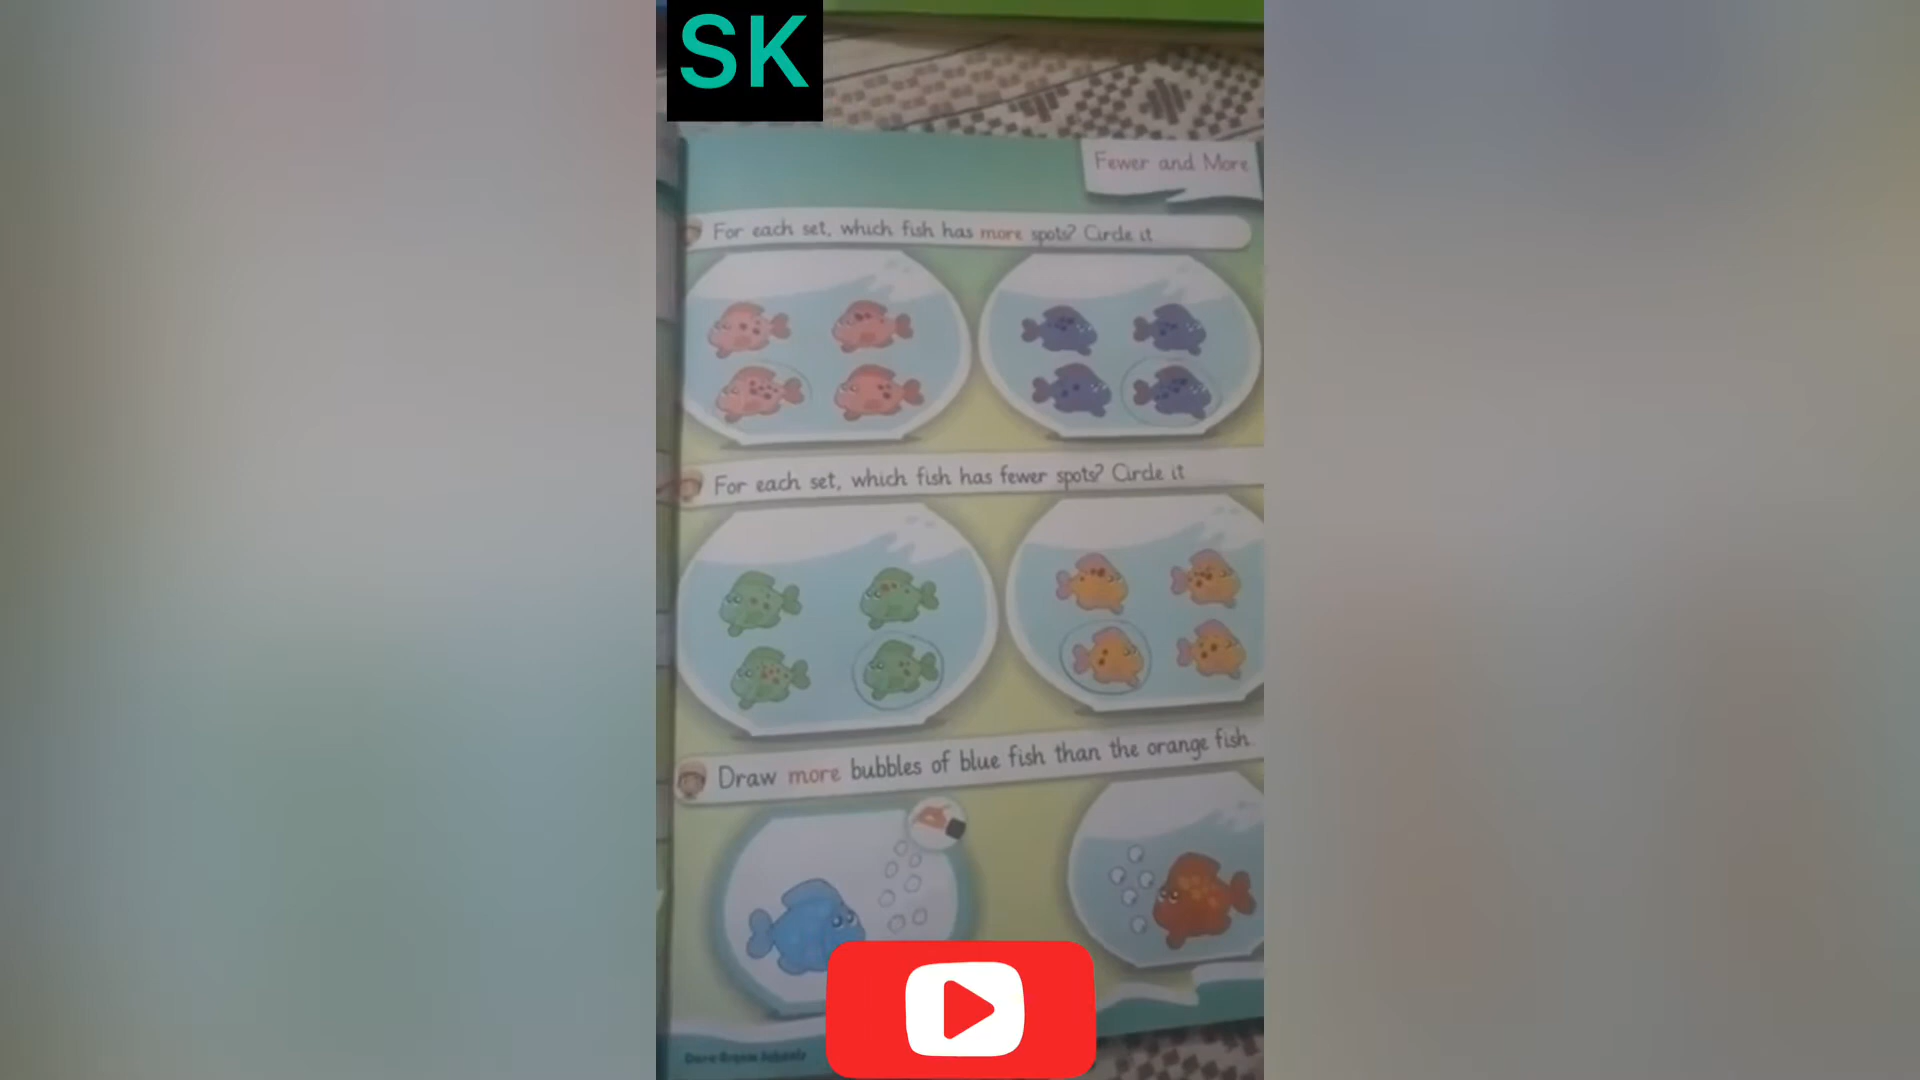 SK
Fewer and More
For each set, which fish has more spots? Circle it
For each set, which fish has fewer spots? Circle it
Draw more bubbles of blue fish than the orange fish.